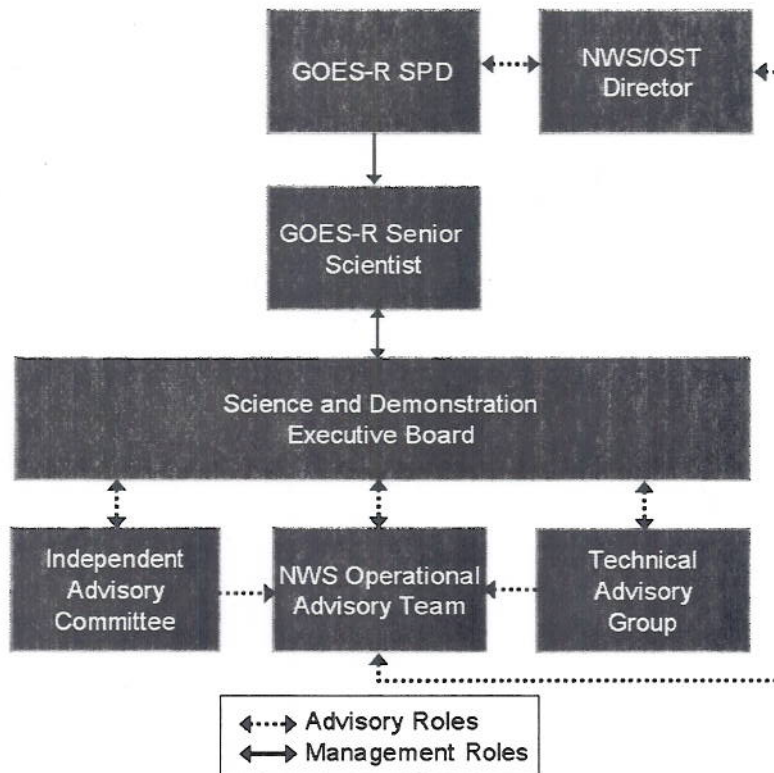 GOES-R SPD
NWS/OST
Director
GOES-R Senior
Scientist
Science and Demonstration
Executive Board
Independent
Advisory
Committee
NWS Operational
Advisory Team
Technical
Advisory
Group
Advisory Roles
Management Roles